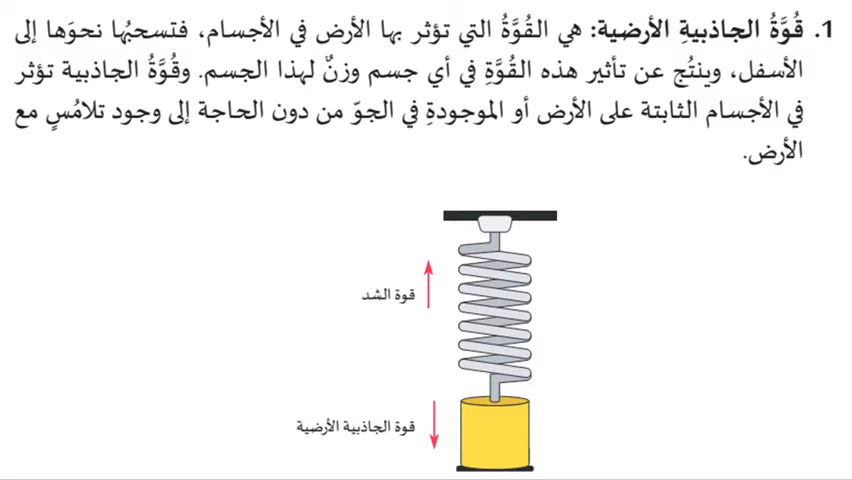 1. قُوَّةُ الجاذبيةِ الأرضية: هي القُوَّةُ التي تؤثر بها الأرض في الأجسام، فتسحبُها نحوَها إلى
الأسفل، وينتُج عن تأثير هذه القُوَّةِ في أي جسم وزنٌ لهذا الجسم. وقُوَّةُ الجاذبية تؤثر
في الأجسام الثابتة على الأرض أو الموجودةِ في الجوّ من دون الحاجة إلى وجود تلامُسٍ مع
الأرض.
قوة الشد
قوة الجاذبية الأرضية